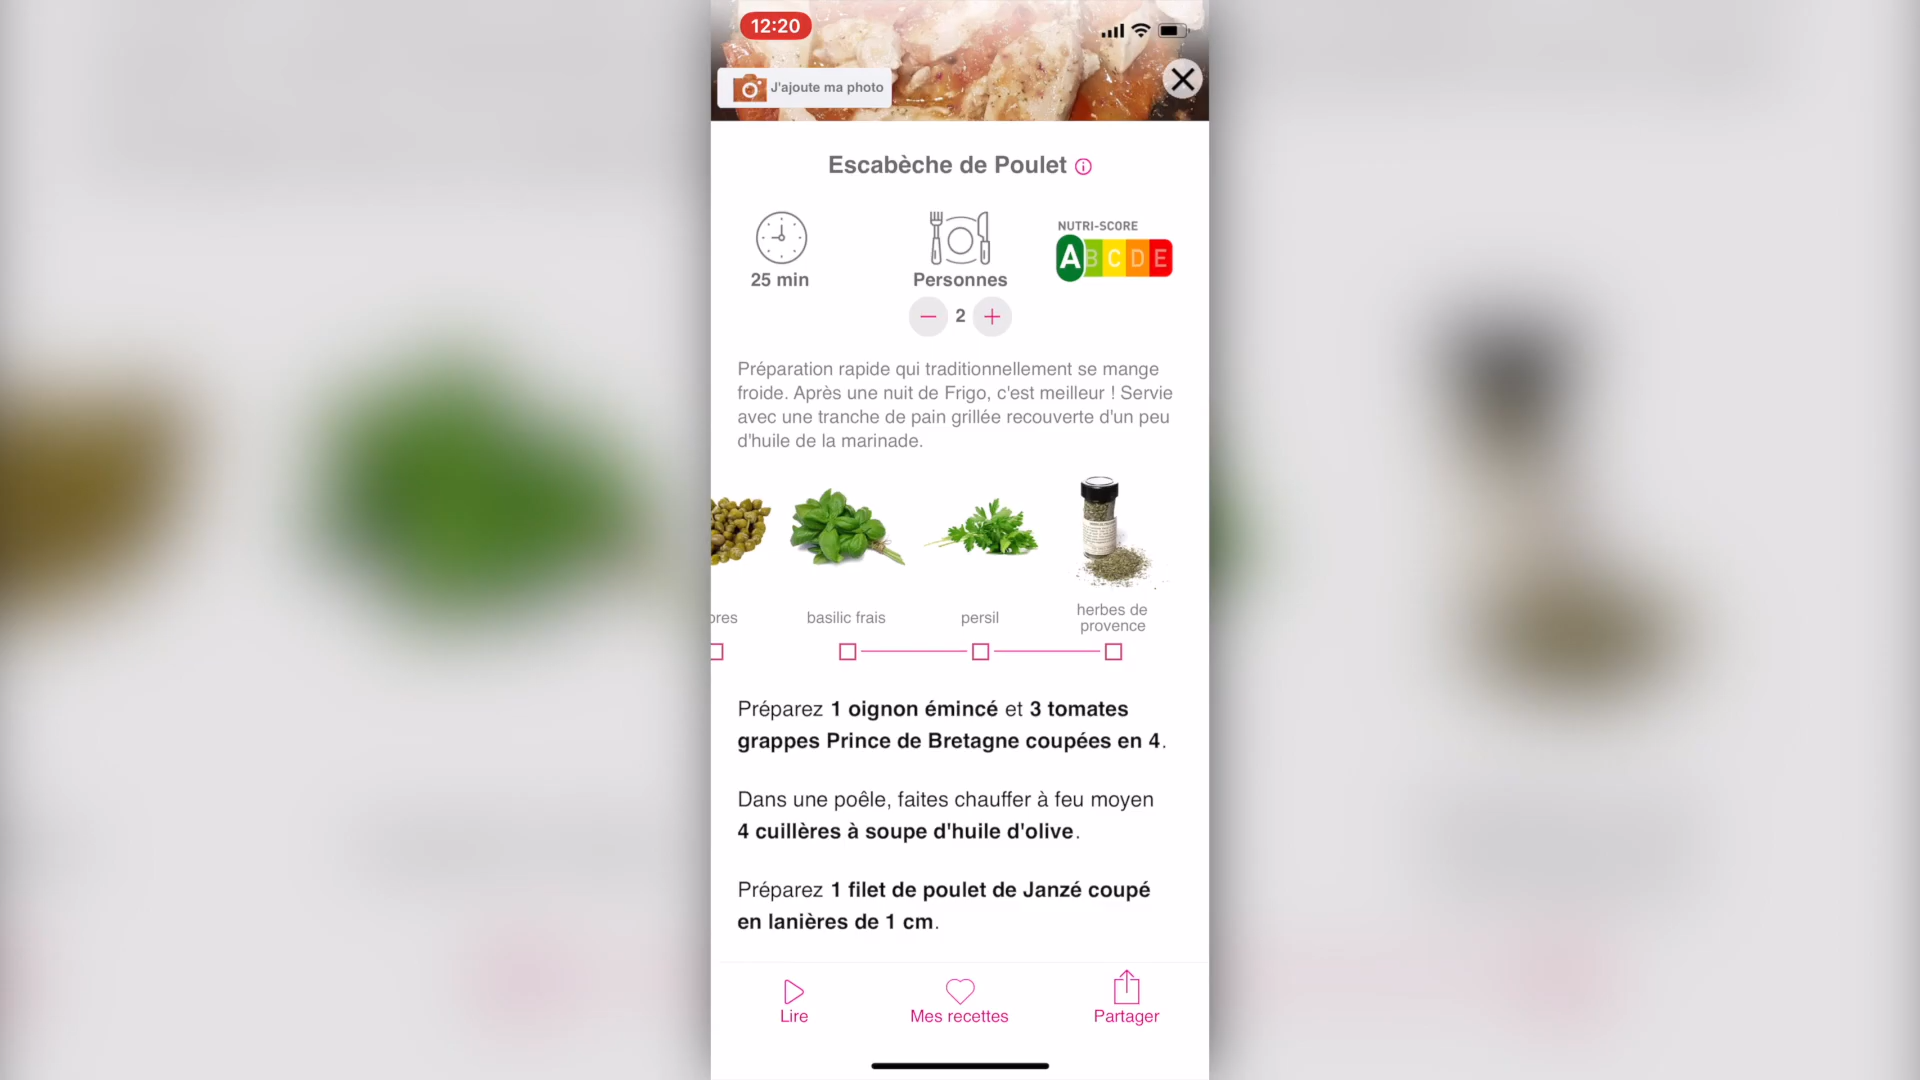 12:20
J'ajoute ma photo
Escabèche de Poulet
25 min
Personnes
2
NUTRI-SCORE
A B C D E
Préparation rapide qui traditionnellement se mange
froide. Après une nuit de Frigo, c'est meilleur ! Servie
avec une tranche de pain grillée recouverte d'un peu
d'huile de la marinade.
basilic frais
persil
herbes de
provence
Préparez 1 oignon émincé et 3 tomates
grappes Prince de Bretagne coupées en 4.
Dans une poêle, faites chauffer à feu moyen
4 cuillères à soupe d'huile d'olive.
Préparez 1 filet de poulet de Janzé coupé
en lanières de 1 cm.
Lire
Mes recettes
Partager